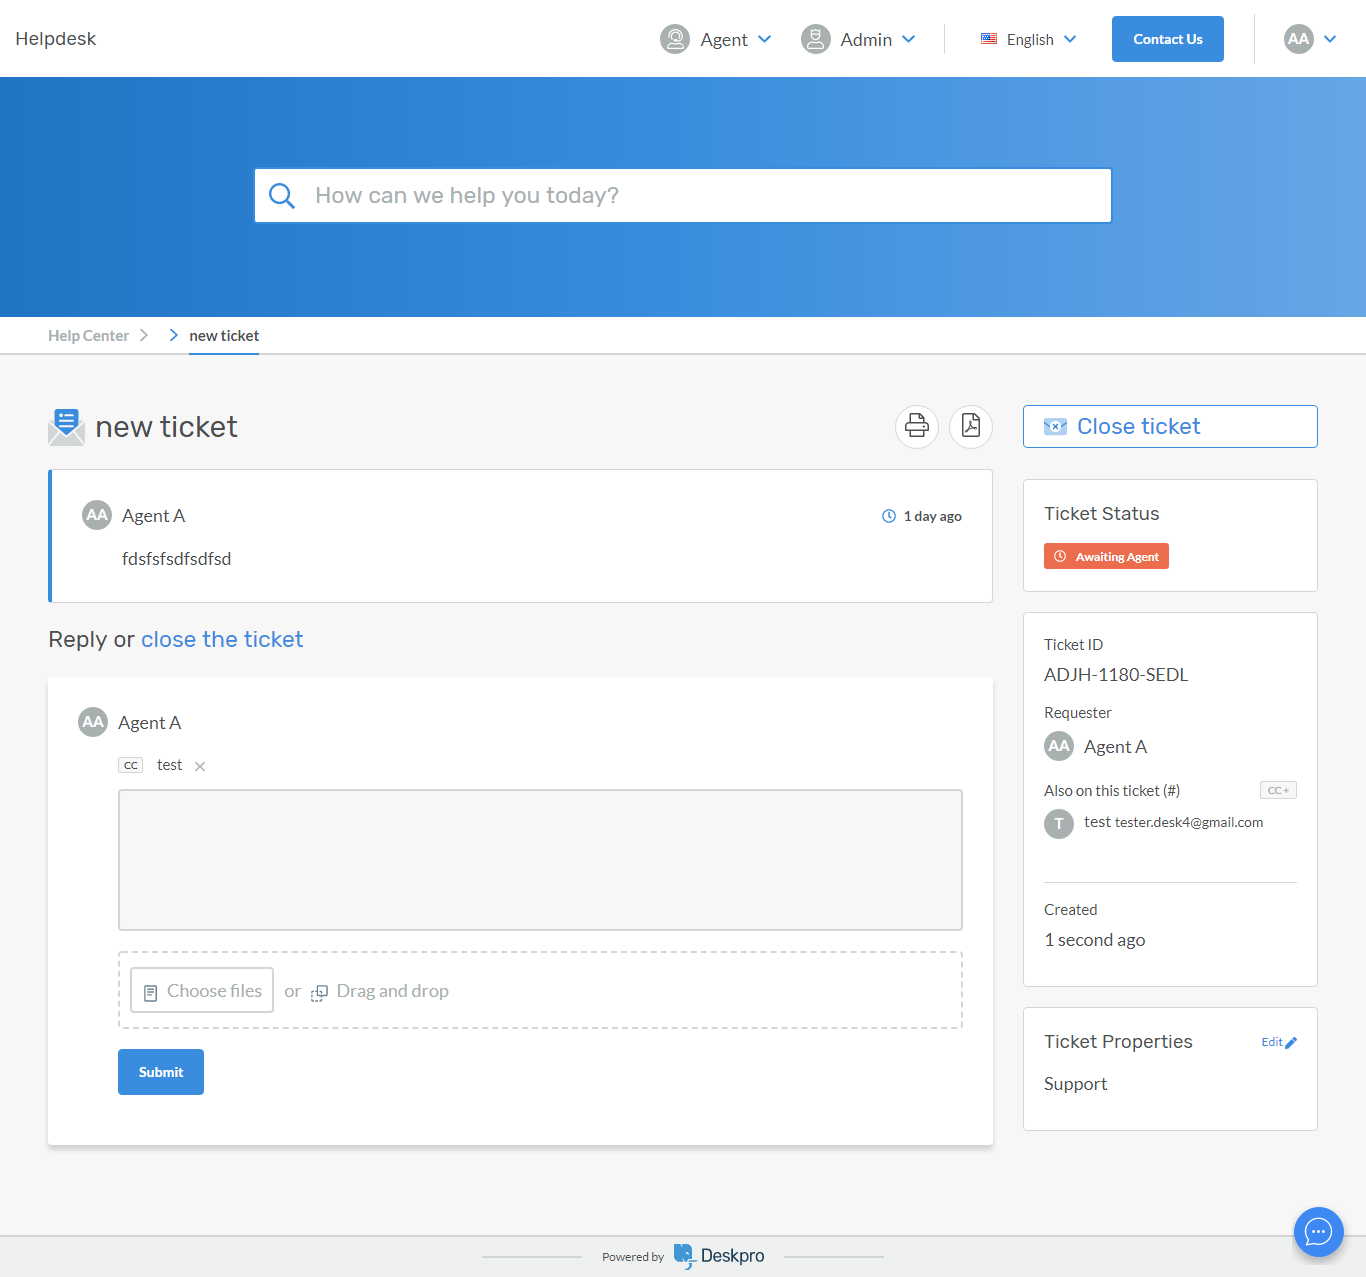 Helpdesk
Agent
Admin
English
Contact Us
AA
How can we help you today?
Help Center
new ticket
new ticket
Close ticket
AA Agent A
1 day ago
fdsfsfsdfsdfsd
Ticket Status
Awaiting Agent
Reply or close the ticket
AA Agent A
CC test
Choose files or Drag and drop
Submit
Ticket ID
ADJH-1180-SEDL
Requester
AA Agent A
Also on this ticket (#) CC +
T test tester.desk4@gmail.com
Created
1 second ago
Ticket Properties Edit
Support
Powered by Deskpro